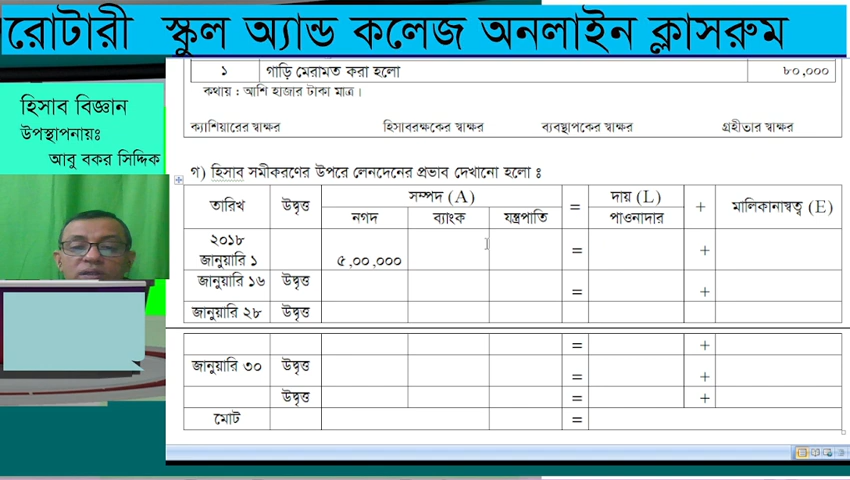 রোটারী স্কুল অ্যান্ড কলেজ অনলাইন ক্লাসরুম
হিসাব বিজ্ঞান
উপস্থাপনায়ঃ
আবু বকর সিদ্দিক
১ গাড়ি মেরামত করা হলো ৮০,০০০
কথায় : আশি হাজার টাকা মাত্র।
ক্যাশিয়ারের স্বাক্ষর হিসাবরক্ষকের স্বাক্ষর ব্যবস্থাপকের স্বাক্ষর গ্রহীতার স্বাক্ষর
গ) হিসাব সমীকরণের উপরে লেনদেনের প্রভাব দেখানো হলো ঃ
তারিখ উদ্বৃত্ত সম্পদ (A) = দায় (L) + মালিকানাস্বত্ব (E)
নগদ ব্যাংক যন্ত্রপাতি পাওনাদার
২০১৮
জানুয়ারি ১ ৫,০০,০০০ = +
জানুয়ারি ১৬ উদ্বৃত্ত = +
জানুয়ারি ২৮ উদ্বৃত্ত
= +
জানুয়ারি ৩০ উদ্বৃত্ত = +
উদ্বৃত্ত = +
মোট =